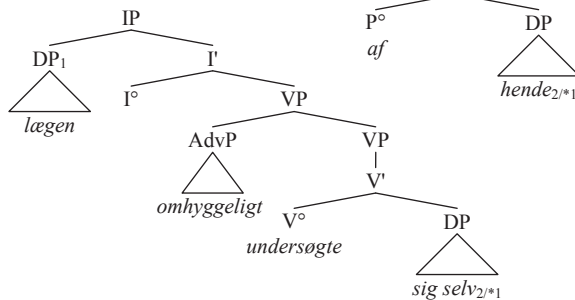 IP
P° DP
DP₁ I'
af
I° VP
hende₂/*₁
lægen
AdvP VP
V'
omhyggeligt
V° DP
undersøgte
sig selv₂/*₁